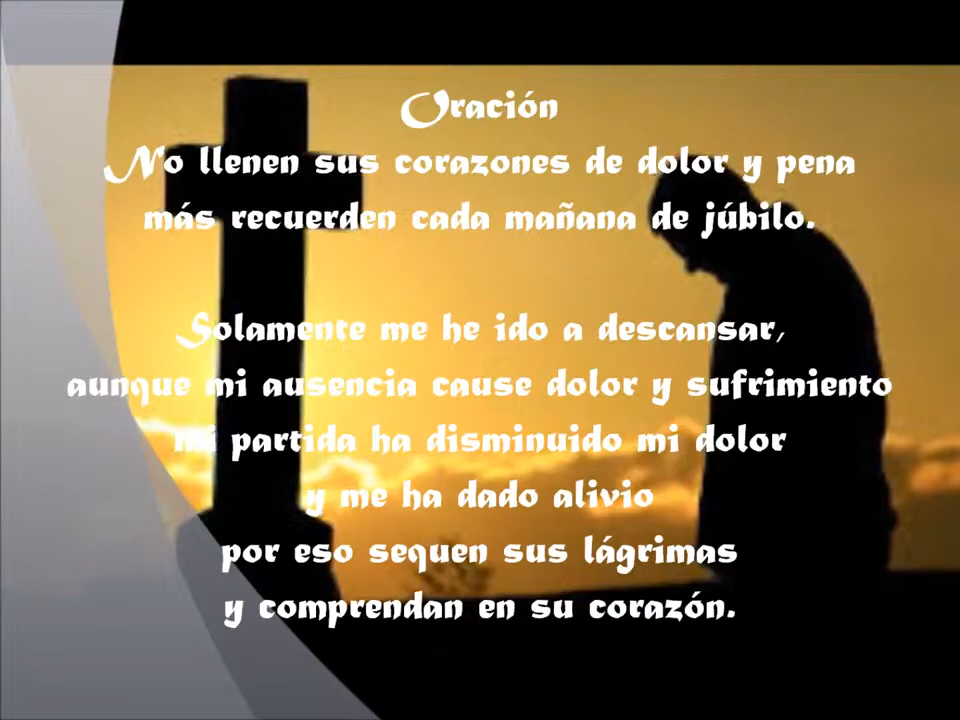 Oración
No llenen sus corazones de dolor y pena
más recuerden cada mañana de júbilo.
Solamente me he ido a descansar,
aunque mi ausencia cause dolor y sufrimiento
mi partida ha disminuido mi dolor
y me ha dado alivio
por eso sequen sus lágrimas
y comprendan en su corazón.